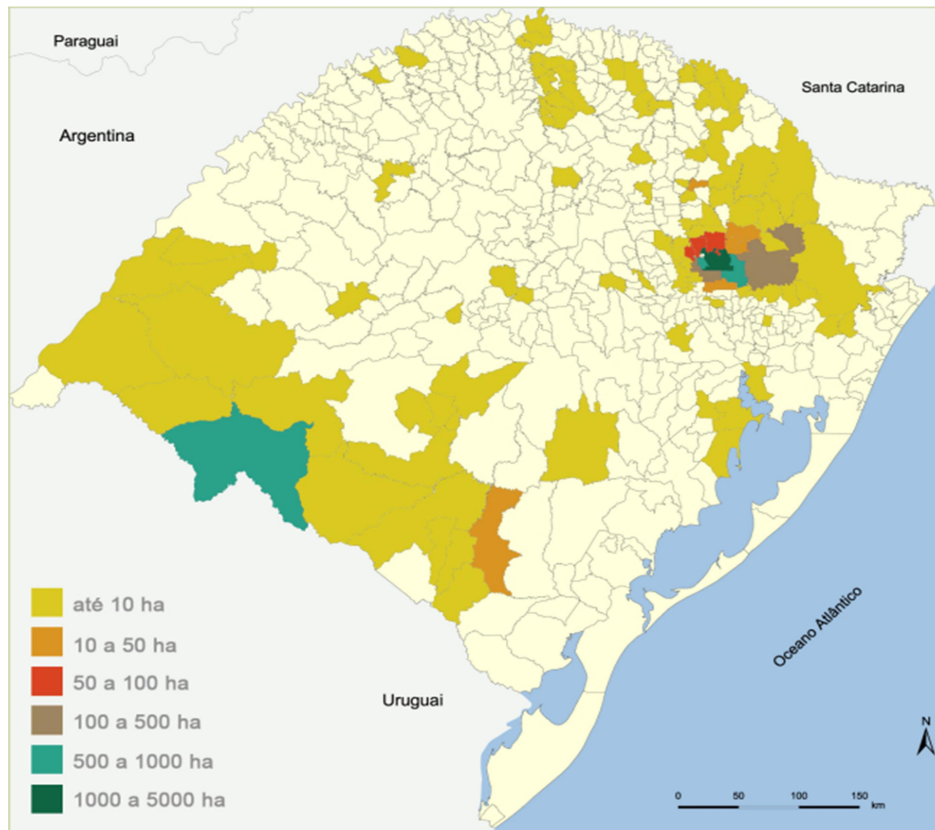 Paraguai
Santa Catarina
Argentina
até 10 ha
10 a 50 ha
50 a 100 ha
100 a 500 ha
500 a 1000 ha
1000 a 5000 ha
Uruguai
Oceano Atlântico
N
0 50 100 150
km